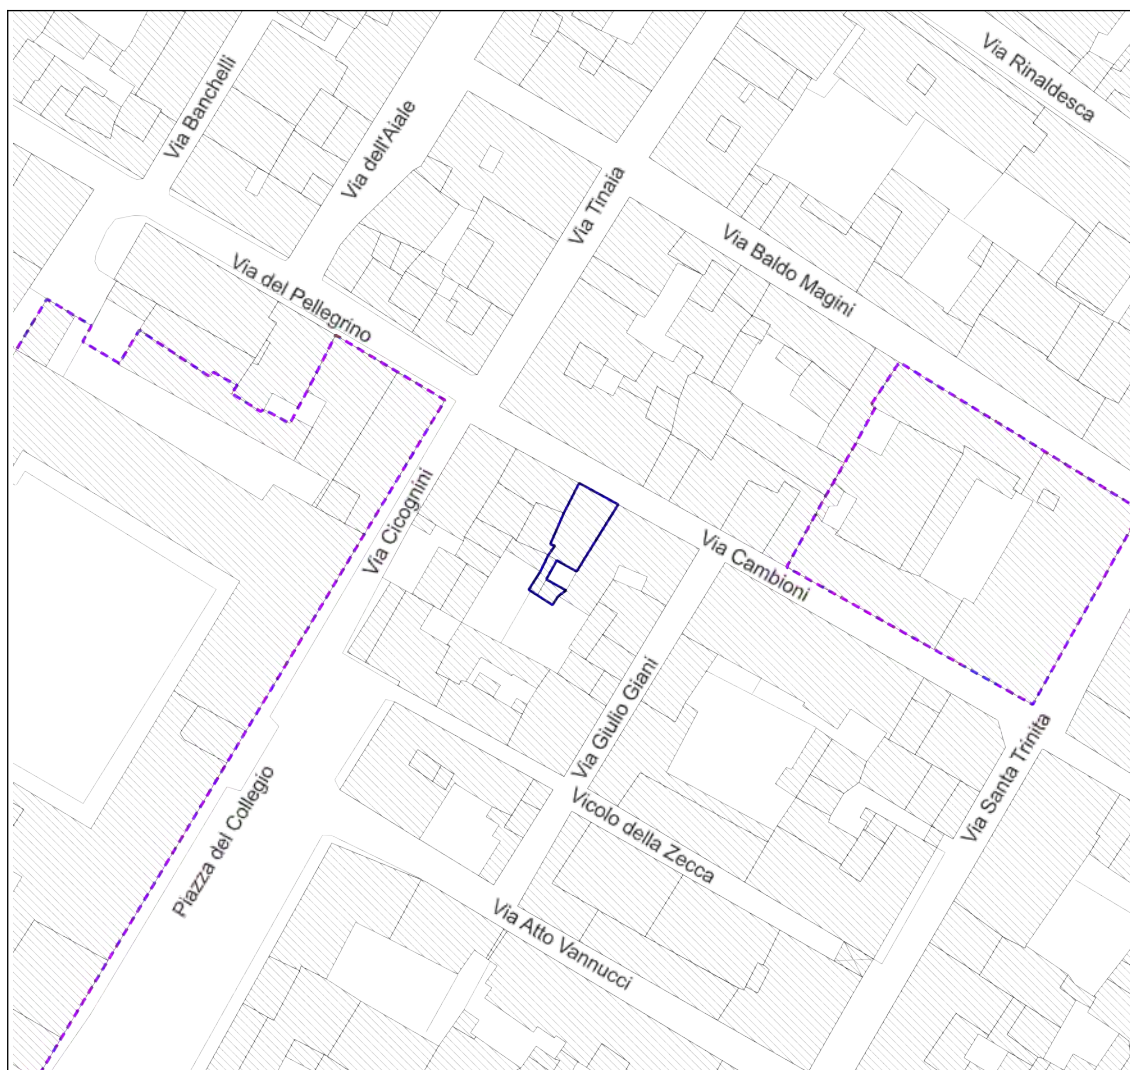 Via Rinaldesca
Via Banchelli
Via dell'Aiale
Via Tinaia
Via Baldo Magini
Via del Pellegrino
Via Cicognini
Via Cambioni
Via Giulio Giani
Via Santa Trinita
Piazza del Collegio
Vicolo della Zecca
Via Atto Vannucci